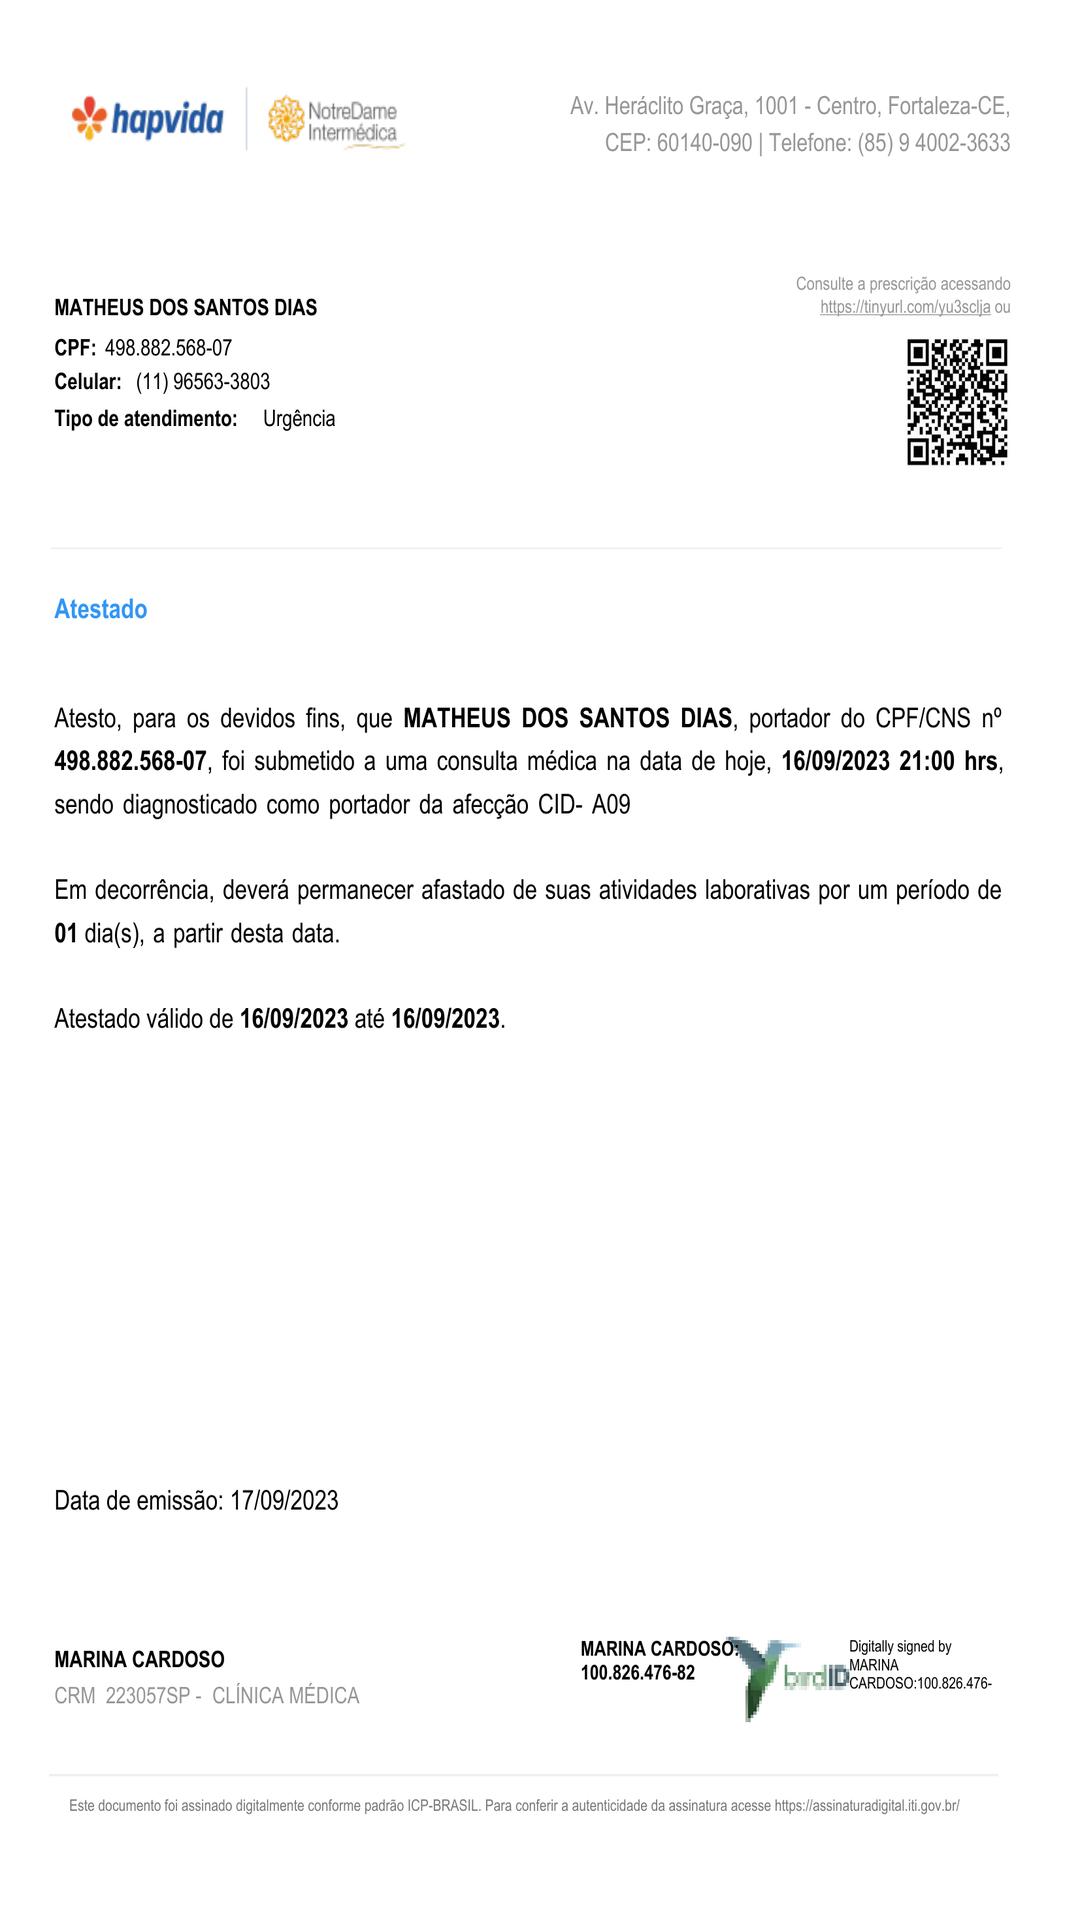 hapvida
NotreDame
Intermédica
Av. Heráclito Graça, 1001 - Centro, Fortaleza-CE,
CEP: 60140-090 | Telefone: (85) 9 4002-3633
Consulte a prescrição acessando
https://tinyurl.com/yu3sclja ou
MATHEUS DOS SANTOS DIAS
CPF: 498.882.568-07
Celular: (11) 96563-3803
Tipo de atendimento: Urgência
Atestado
Atesto, para os devidos fins, que MATHEUS DOS SANTOS DIAS, portador do CPF/CNS nº
498.882.568-07, foi submetido a uma consulta médica na data de hoje, 16/09/2023 21:00 hrs,
sendo diagnosticado como portador da afecção CID- A09
Em decorrência, deverá permanecer afastado de suas atividades laborativas por um período de
01 dia(s), a partir desta data.
Atestado válido de 16/09/2023 até 16/09/2023.
Data de emissão: 17/09/2023
MARINA CARDOSO
CRM 223057SP - CLÍNICA MÉDICA
MARINA CARDOSO:
100.826.476-82
birdID
Digitally signed by
MARINA
CARDOSO:100.826.476-
Este documento foi assinado digitalmente conforme padrão ICP-BRASIL. Para conferir a autenticidade da assinatura acesse https://assinaturadigital.iti.gov.br/